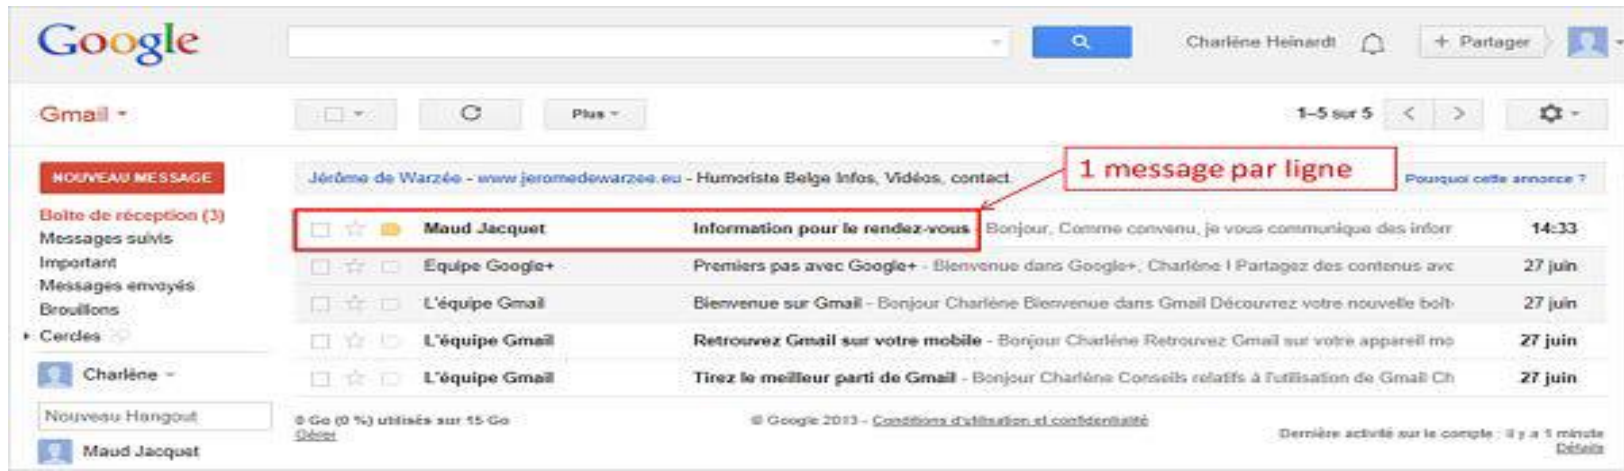 Google
Charlène Heinardt + Partager
Gmail
Plus
1–5 sur 5
NOUVEAU MESSAGE
Jérôme de Warzée - www.jeromedewarzee.eu - Humoriste Belge Infos, Vidéos, contact
1 message par ligne
Pourquoi cette annonce ?
Boîte de réception (3)
Messages suivis
Important
Messages envoyés
Brouillons
Cercles
Charlène
Nouveau Hangout
Maud Jacquet
Maud Jacquet Information pour le rendez-vous - Bonjour, Comme convenu, je vous communique des inforr 14:33
Equipe Google+ Premiers pas avec Google+ - Bienvenue dans Google+, Charlène ! Partagez des contenus avc 27 juin
L'équipe Gmail Bienvenue sur Gmail - Bonjour Charlène Bienvenue dans Gmail Découvrez votre nouvelle boît 27 juin
L'équipe Gmail Retrouvez Gmail sur votre mobile - Bonjour Charlène Retrouvez Gmail sur votre appareil mo 27 juin
L'équipe Gmail Tirez le meilleur parti de Gmail - Bonjour Charlène Conseils relatifs à l'utilisation de Gmail Ch 27 juin
0 Go (0 %) utilisés sur 15 Go
Gérer
© Google 2013 - Conditions d'utilisation et confidentialité
Dernière activité sur le compte : il y a 1 minute
Détails